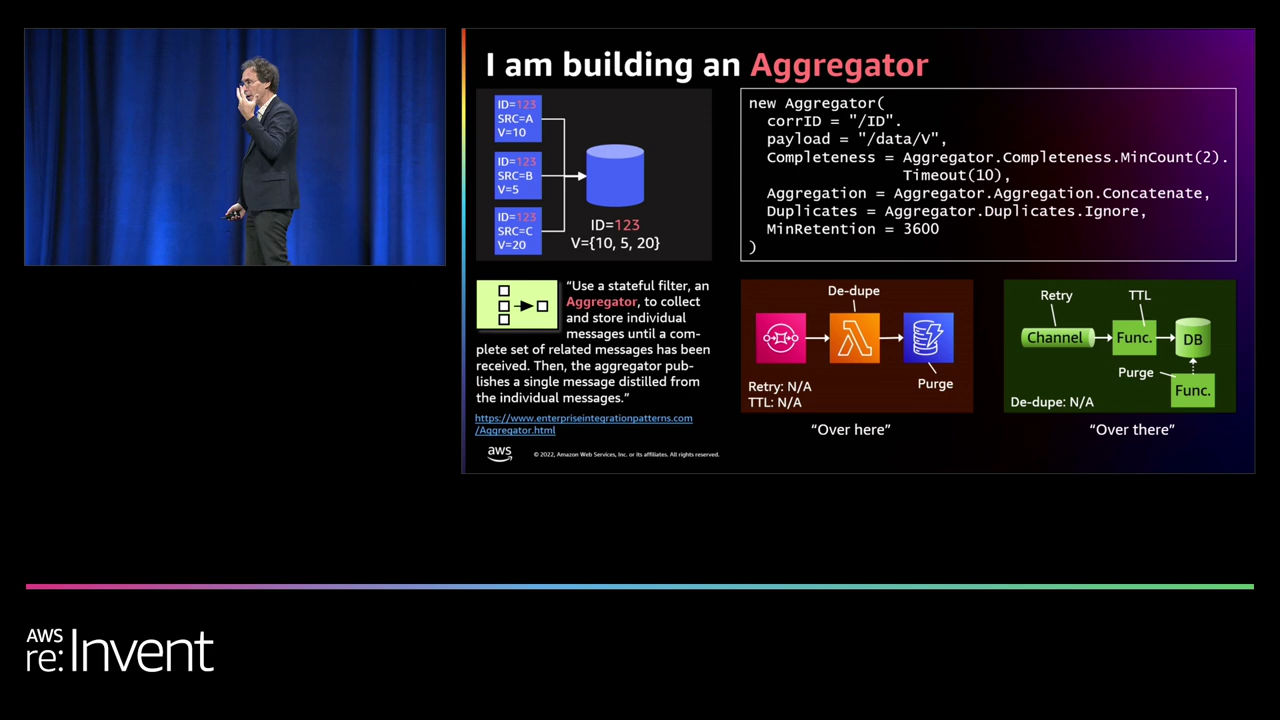 I am building an Aggregator
ID=123
SRC=A
V=10
ID=123
SRC=B
V=5
ID=123
SRC=C
V=20
ID=123
V={10, 5, 20}
new Aggregator(
corrID = "/ID".
payload = "/data/V",
Completeness = Aggregator.Completeness.MinCount(2).
Timeout(10),
Aggregation = Aggregator.Aggregation.Concatenate,
Duplicates = Aggregator.Duplicates.Ignore,
MinRetention = 3600
)
“Use a stateful filter, an
Aggregator, to collect
and store individual
messages until a com-
plete set of related messages has been
received. Then, the aggregator pub-
lishes a single message distilled from
the individual messages.”
https://www.enterpriseintegrationpatterns.com
/Aggregator.html
De-dupe
Purge
Retry: N/A
TTL: N/A
“Over here”
Retry
TTL
Channel
Func.
DB
Purge
Func.
De-dupe: N/A
“Over there”
aws
© 2022, Amazon Web Services, Inc. or its affiliates. All rights reserved.
AWS
re:Invent